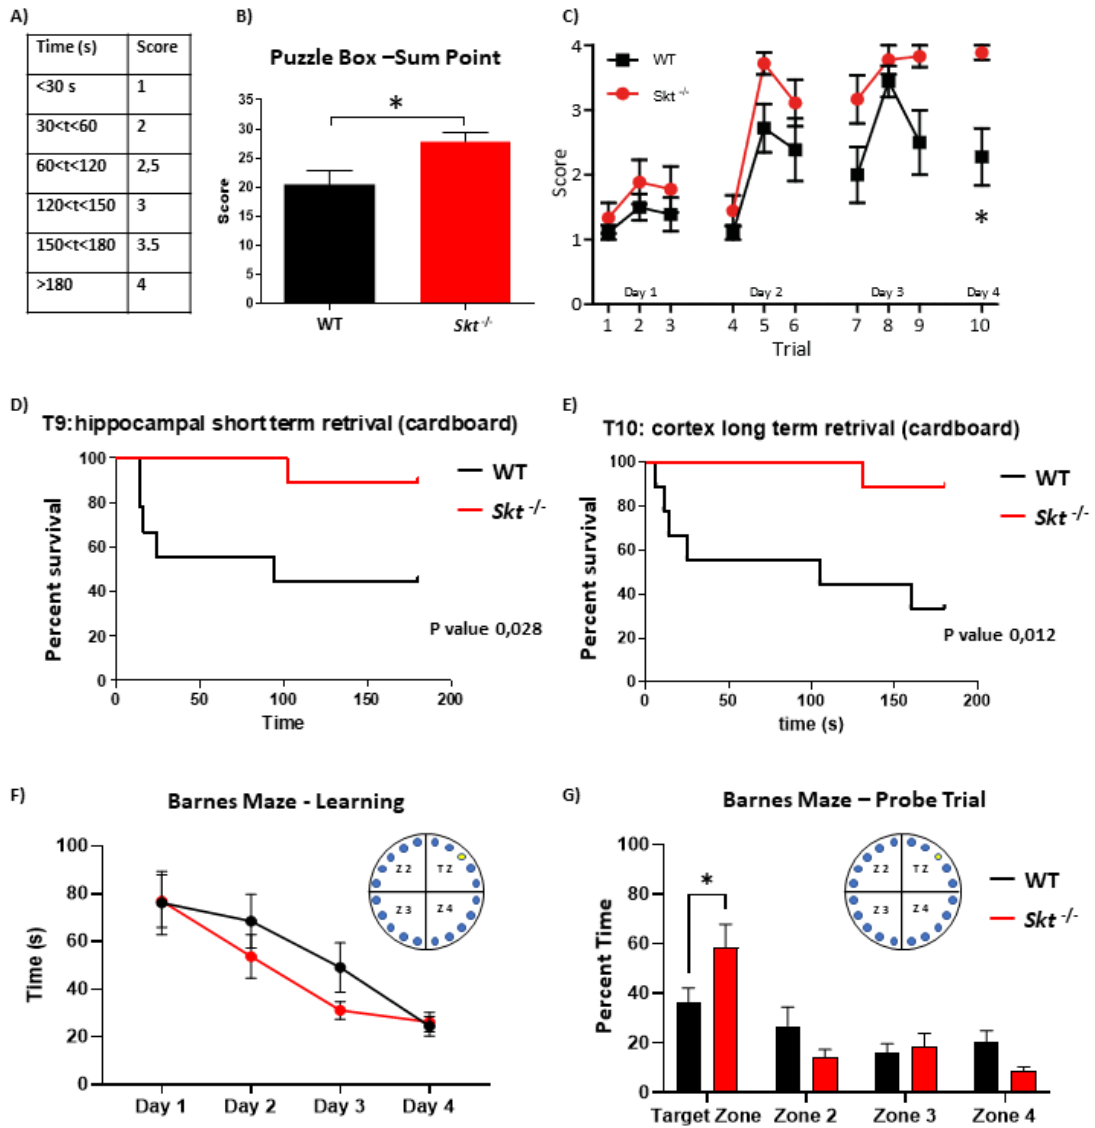 A)
Time (s) Score
<30 s 1
30<t<60 2
60<t<120 2,5
120<t<150 3
150<t<180 3.5
>180 4
B)
Puzzle Box –Sum Point
*
35
30
25
20
15
10
5
0
Score
WT Skt -/-
C)
WT
Skt -/-
4
3
2
1
0
Score
*
Day 1 Day 2 Day 3 Day 4
1 2 3 4 5 6 7 8 9 10
Trial
D)
T9: hippocampal short term retrival (cardboard)
WT
Skt -/-
100
80
60
40
20
0
Percent survival
P value 0,028
0 50 100 150 200
Time
E)
T10: cortex long term retrival (cardboard)
WT
Skt -/-
100
80
60
40
20
0
Percent survival
P value 0,012
0 50 100 150 200
time (s)
F)
Barnes Maze - Learning
Z 2 T Z
Z 3 Z 4
100
80
60
40
20
0
Time (s)
Day 1 Day 2 Day 3 Day 4
G)
Barnes Maze – Probe Trial
Z 2 T Z
Z 3 Z 4
WT
Skt -/-
*
100
80
60
40
20
0
Percent Time
Target Zone Zone 2 Zone 3 Zone 4